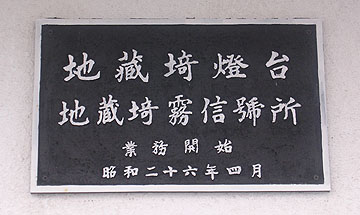 地藏埼燈台
地藏埼霧信號所
業務開始
昭和二十六年四月